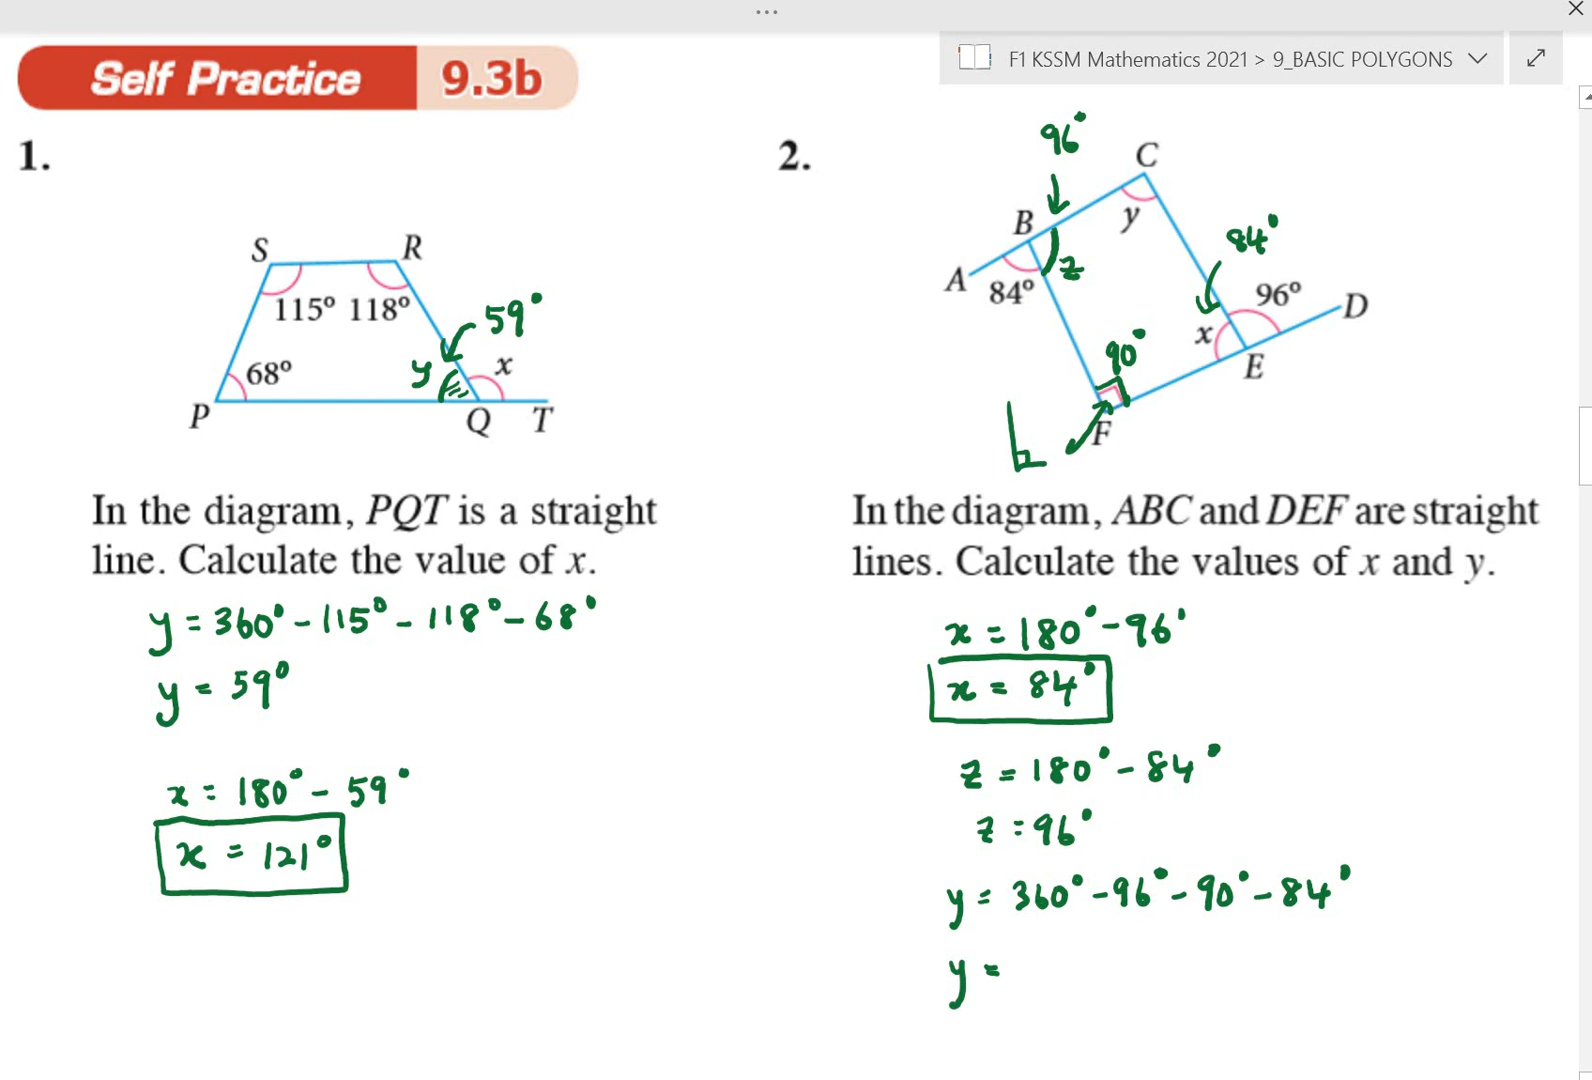 ...
Self Practice 9.3b
F1 KSSM Mathematics 2021 > 9_BASIC POLYGONS
1.
S R
115° 118°
59°
68°
y x
P Q T
In the diagram, PQT is a straight
line. Calculate the value of x.
y = 360° - 115° - 118° - 68°
y = 59°
x = 180° - 59°
x = 121°
2.
96°
C
B y
84°
A 84° z
96° D
90° x
E
F
In the diagram, ABC and DEF are straight
lines. Calculate the values of x and y.
x = 180° - 96°
x = 84°
z = 180° - 84°
z = 96°
y = 360° - 96° - 90° - 84°
y =